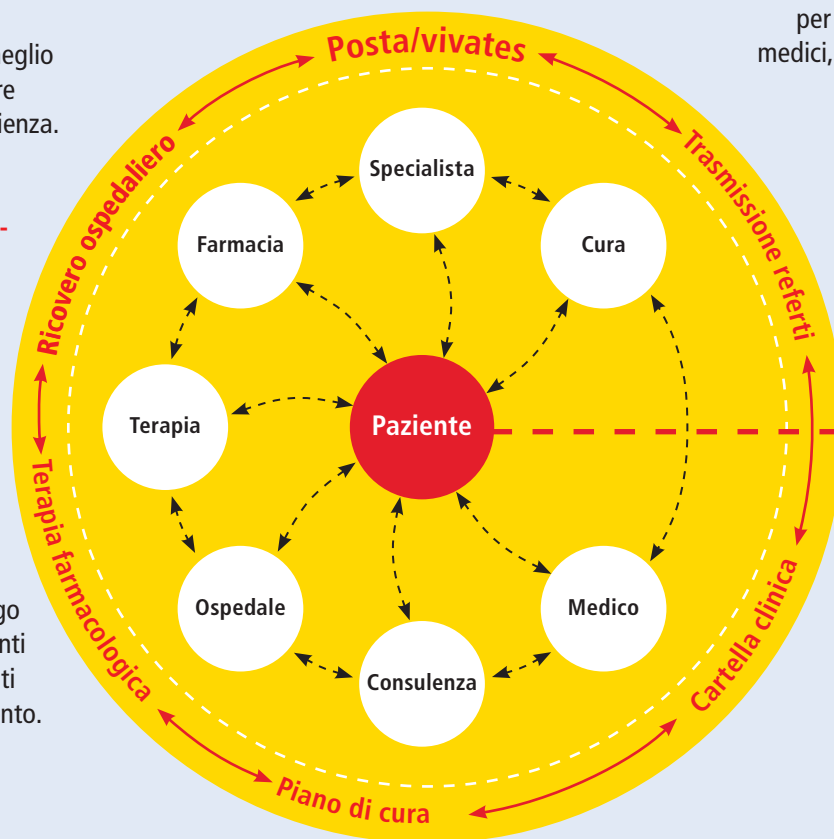 eglio
re
ienza.
per
medici,
Posta/vivates
Trasmissione referti
Cartella clinica
Piano di cura
Terapia farmacologica
Ricovero ospedaliero
Specialista
Farmacia
Cura
Terapia
Paziente
Ospedale
Medico
Consulenza
go
nti
ti
nto.